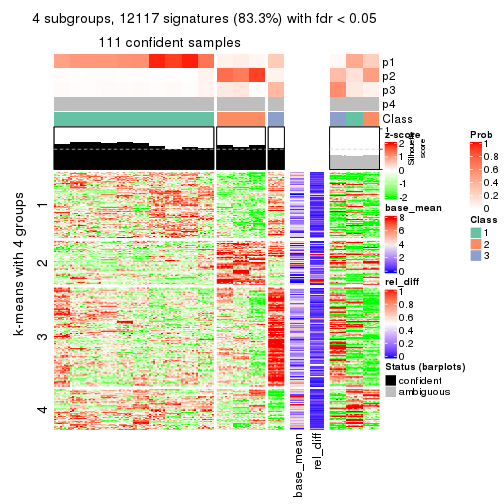 4 subgroups, 12117 signatures (83.3%) with fdr < 0.05
111 confident samples
p1
p2
p3
p4
Class
1
Silhouette
score
k-means with 4 groups
1
2
3
4
base_mean
rel_diff
z-score
2
1
0
-2
base_mean
8
6
4
2
0
rel_diff
1
0.8
0.6
0.4
0.2
0
Status (barplots)
confident
ambiguous
Prob
1
0.8
0.6
0.4
0.2
0
Class
1
2
3